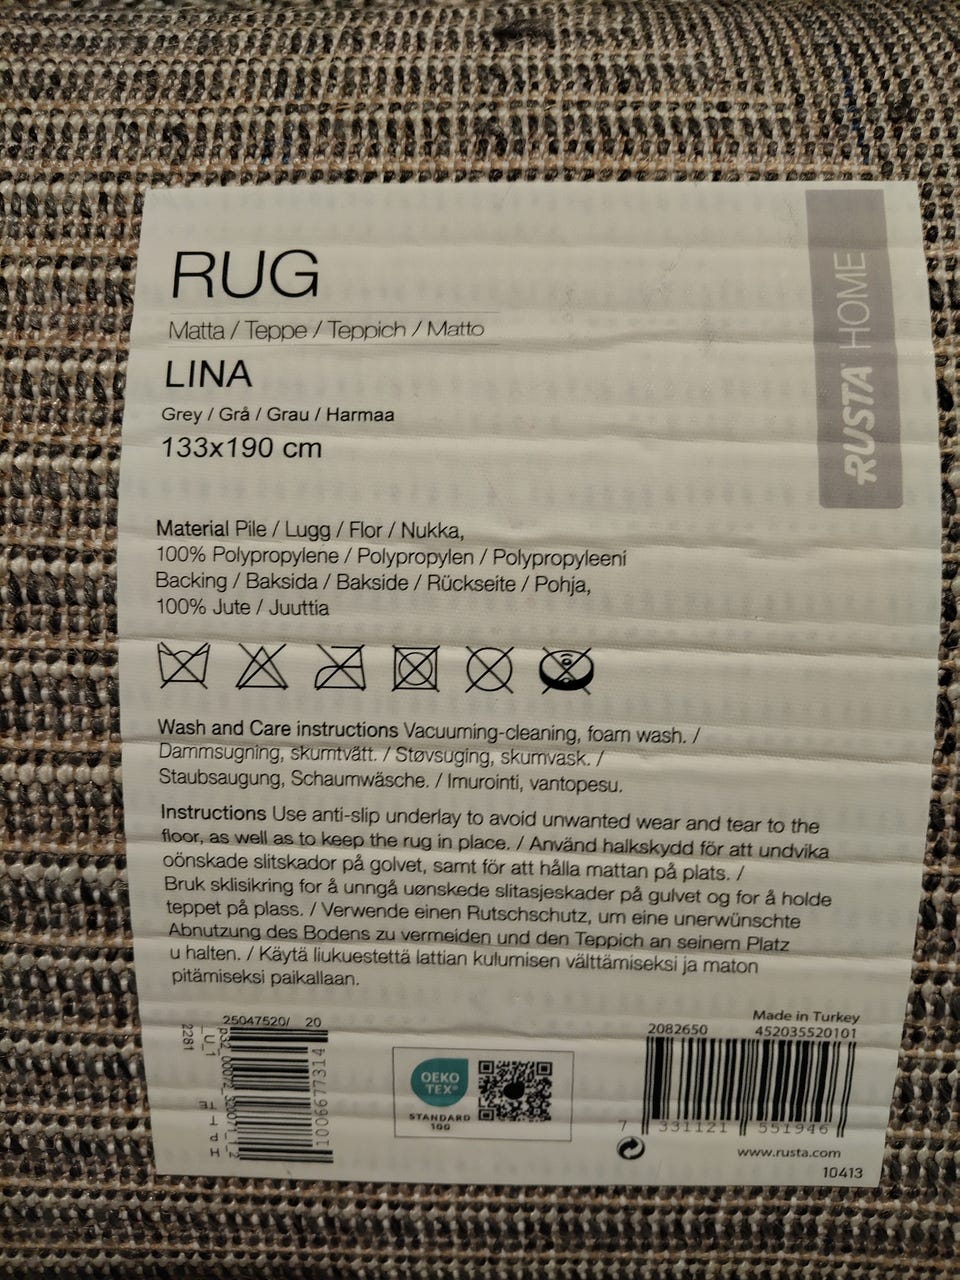 RUG
Matta / Teppe / Teppich / Matto
LINA
Grey / Grå / Grau / Harmaa
133x190 cm
RUSTA HOME
Material Pile / Lugg / Flor / Nukka,
100% Polypropylene / Polypropylen / Polypropyleeni
Backing / Baksida / Bakside / Rückseite / Pohja,
100% Jute / Juuttia
Wash and Care instructions Vacuuming-cleaning, foam wash. /
Dammsugning, skumtvätt. / Støvsuging, skumvask. /
Staubsaugung, Schaumwäsche. / Imurointi, vantopesu.
Instructions Use anti-slip underlay to avoid unwanted wear and tear to the
floor, as well as to keep the rug in place. / Använd halkskydd för att undvika
oönskade slitskador på golvet, samt för att hålla mattan på plats. /
Bruk sklisikring for å unngå uønskede slitasjeskader på gulvet og for å holde
teppet på plass. / Verwende einen Rutschschutz, um eine unerwünschte
Abnutzung des Bodens zu vermeiden und den Teppich an seinem Platz
u halten. / Käytä liukuestettä lattian kulumisen välttämiseksi ja maton
pitämiseksi paikallaan.
25047520/ 20
2281
_U_1
1006677314
OEKO
TEX®
STANDARD
100
Made in Turkey
2082650 452035520101
7 331121 551946
www.rusta.com
10413